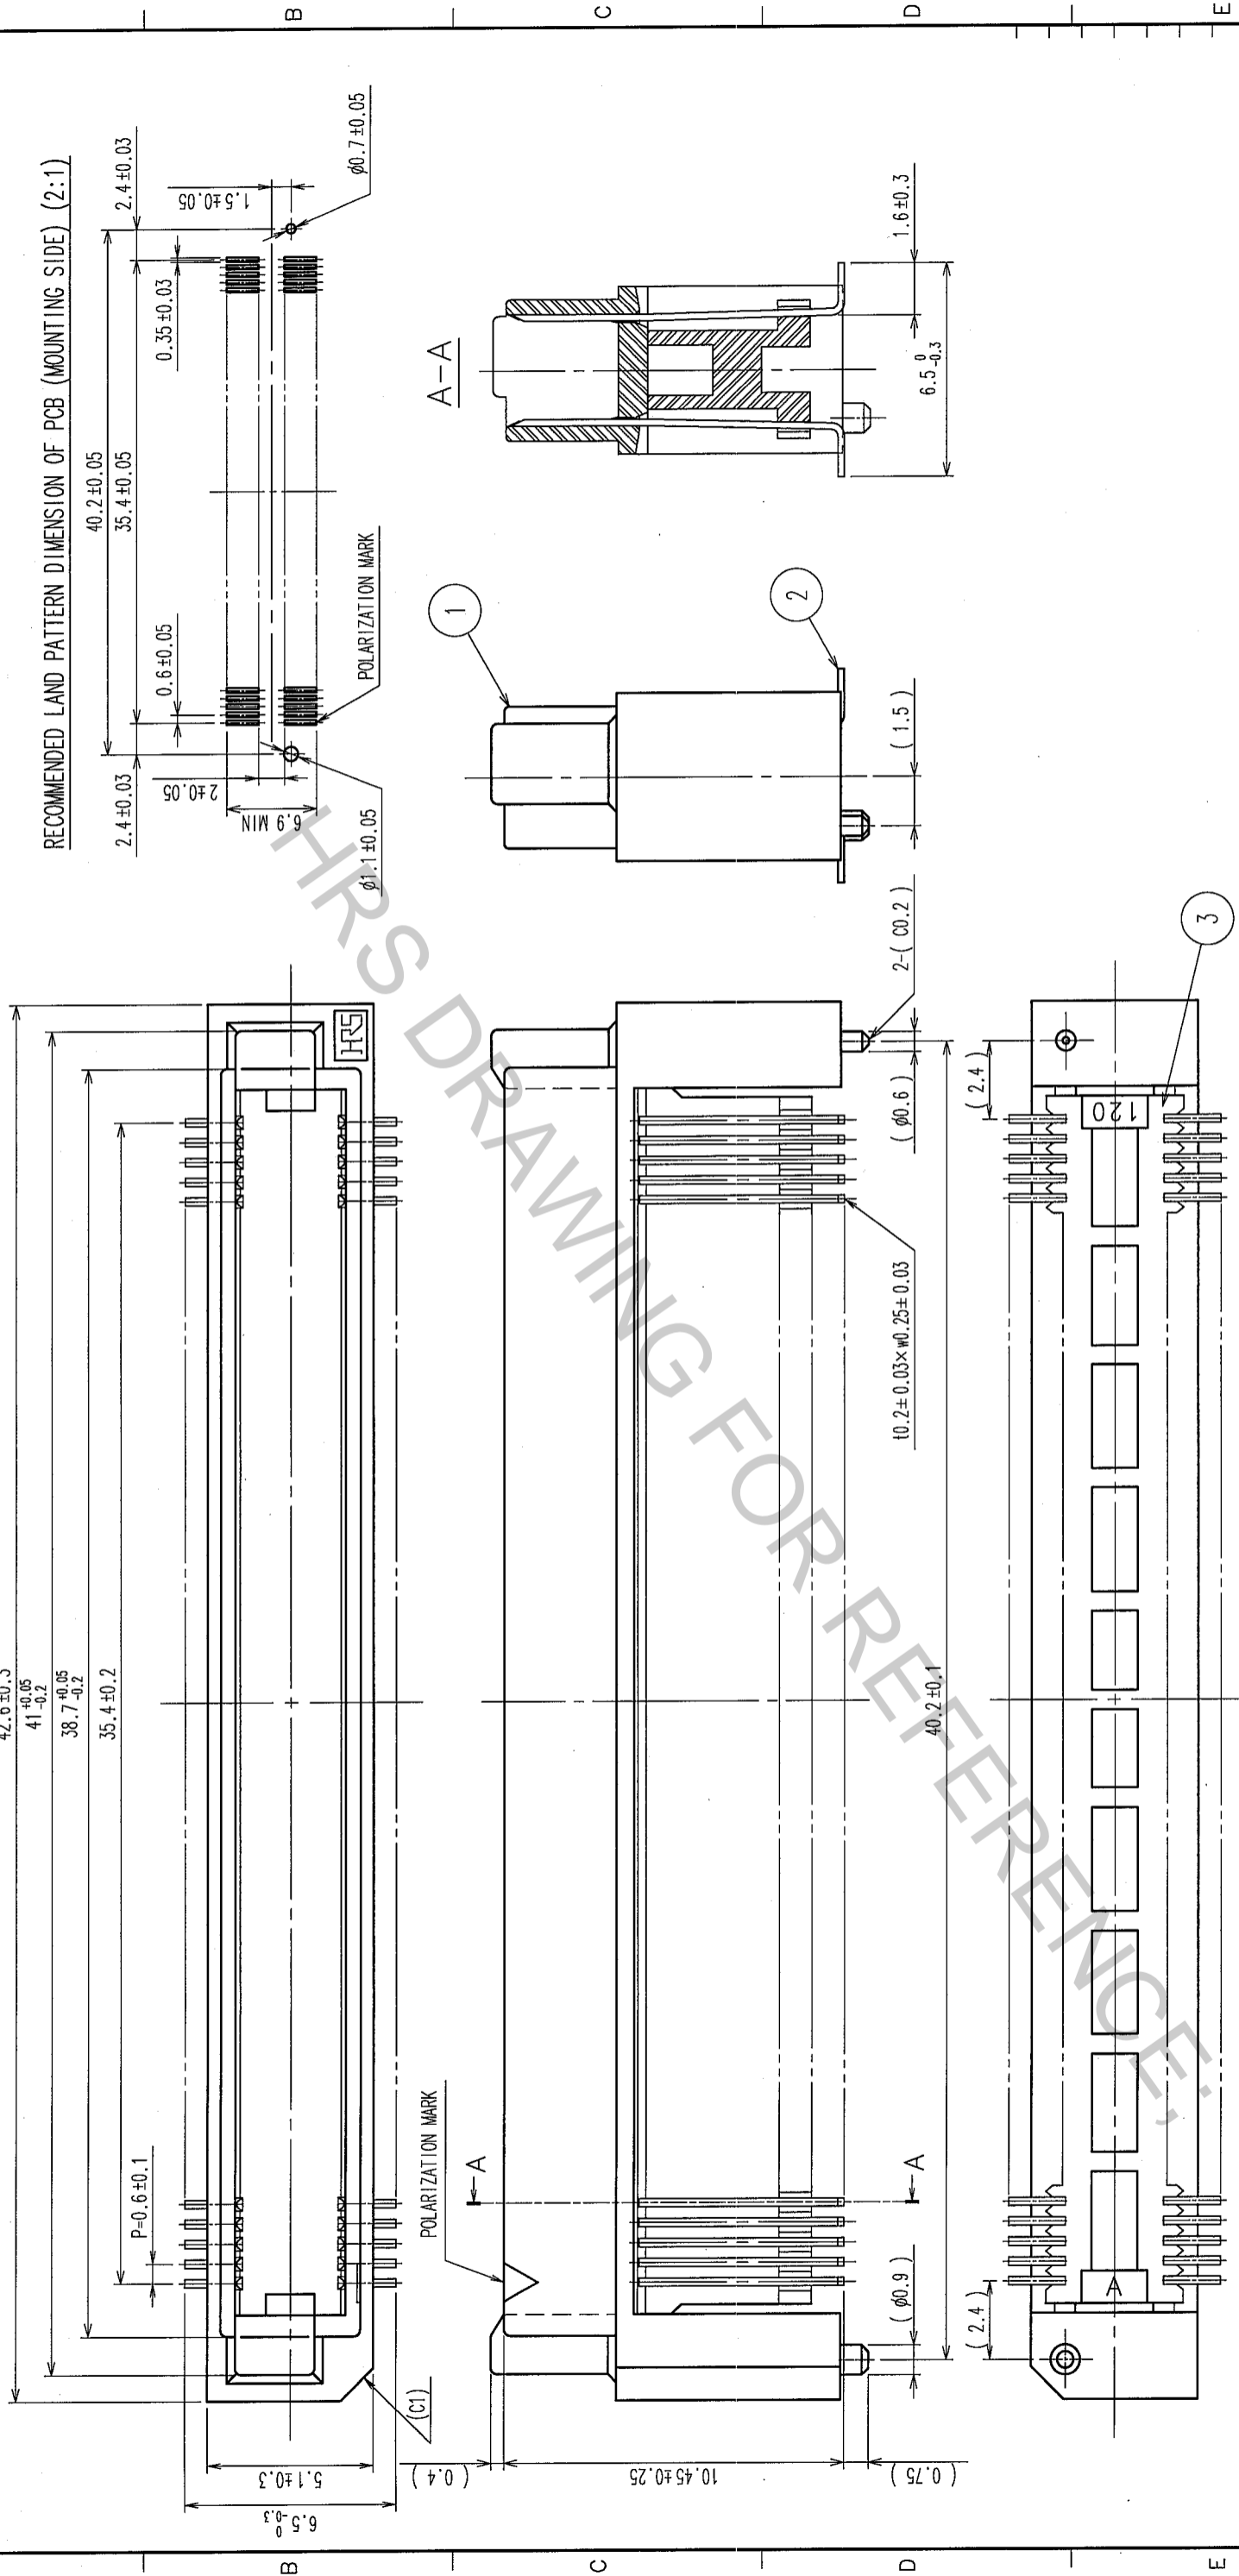 B
C
D
E
RECOMMENDED LAND PATTERN DIMENSION OF PCB (MOUNTING SIDE) (2:1)
40.2±0.05
35.4±0.05
2.4±0.03
0.6±0.05
0.35±0.03
2.4±0.03
1.5±0.05
2±0.05
6.9 MIN
ø1.1±0.05
ø0.7±0.05
POLARIZATION MARK
42.6±0.3
41 +0.05 -0.2
38.7 +0.05 -0.2
35.4±0.2
P=0.6±0.1
HRS
5.1±0.3
6.5 0 -0.3
(C1)
A-A
1.6±0.3
6.5 0 -0.3
1
2
( 1.5 )
POLARIZATION MARK
A
A
( 0.4 )
10.45±0.25
( 0.75 )
( ø0.9 )
40.2±0.1
t0.2±0.03×w0.25±0.03
( ø0.6 )
2-( C0.2 )
( 2.4 )
( 2.4 )
A
120
3
HRS DRAWING FOR REFERENCE;
B
C
D
E